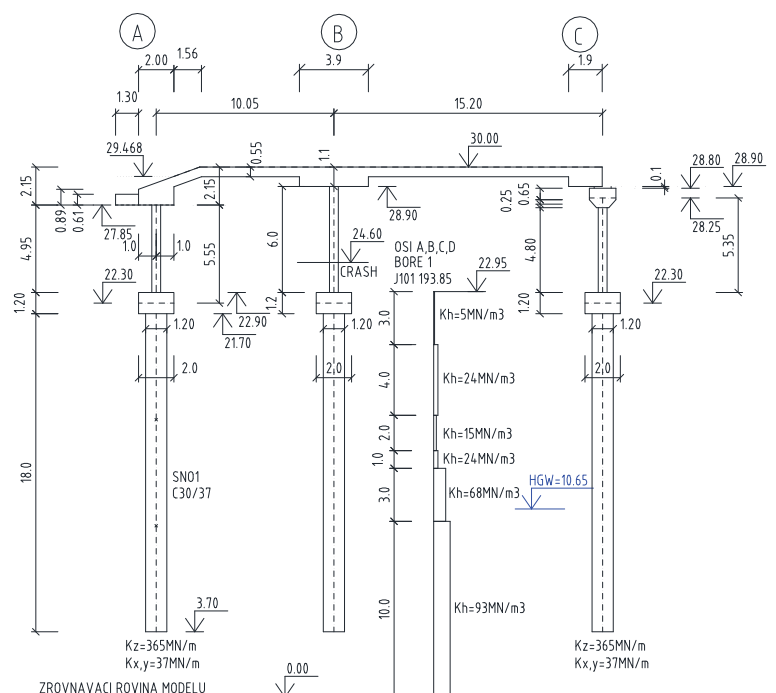 A
B
C
2.00
1.56
3.9
1.9
1.30
10.05
15.20
29.468
0.55
1.1
30.00
28.80
28.90
0.1
2.15
2.15
0.89
0.61
27.85
28.90
0.25
0.65
28.25
4.95
1.0
1.0
5.55
6.0
24.60
CRASH
OSI A,B,C,D
BORE 1
J101 193.85
4.80
5.35
22.30
22.95
22.30
1.20
1.2
1.20
22.90
21.70
1.20
1.20
1.20
3.0
Kh=5MN/m3
2.0
2.0
2.0
4.0
Kh=24MN/m3
2.0
Kh=15MN/m3
1.0
Kh=24MN/m3
18.0
SN01
C30/37
3.0
Kh=68MN/m3
HGW=10.65
10.0
Kh=93MN/m3
3.70
Kz=365MN/m
Kx,y=37MN/m
Kz=365MN/m
Kx,y=37MN/m
0.00
ZROVNAVACI ROVINA MODELU